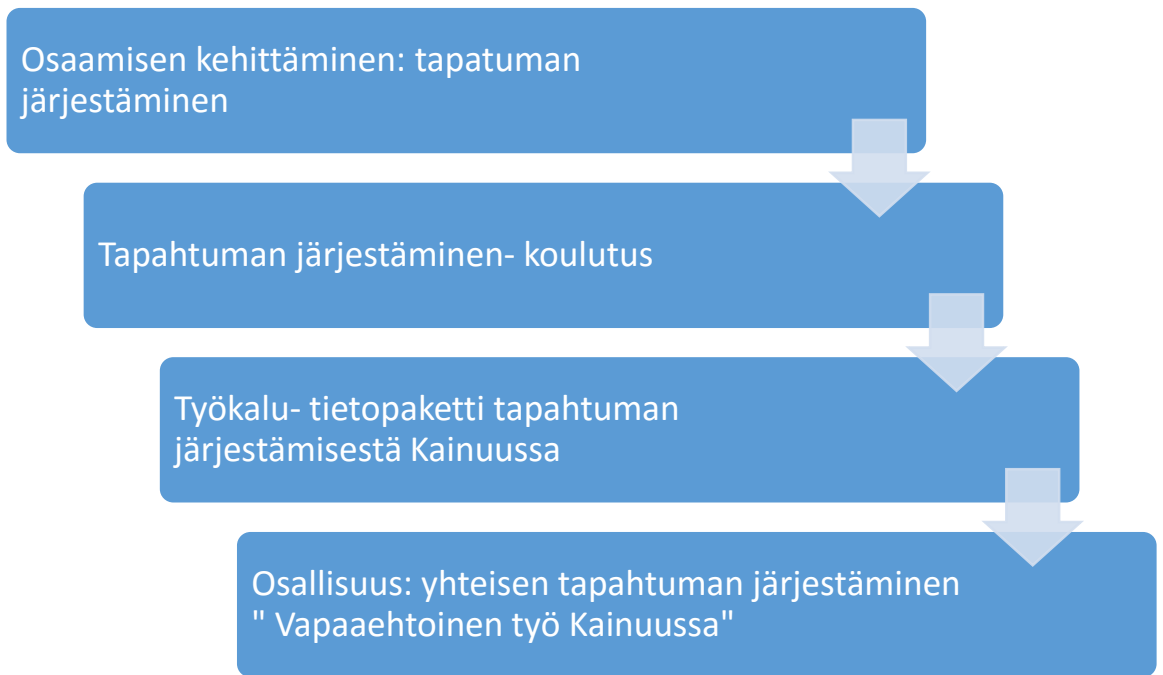 Osaamisen kehittäminen: tapatuman
järjestäminen
Tapahtuman järjestäminen- koulutus
Työkalu- tietopaketti tapahtuman
järjestämisestä Kainuussa
Osallisuus: yhteisen tapahtuman järjestäminen
" Vapaaehtoinen työ Kainuussa"